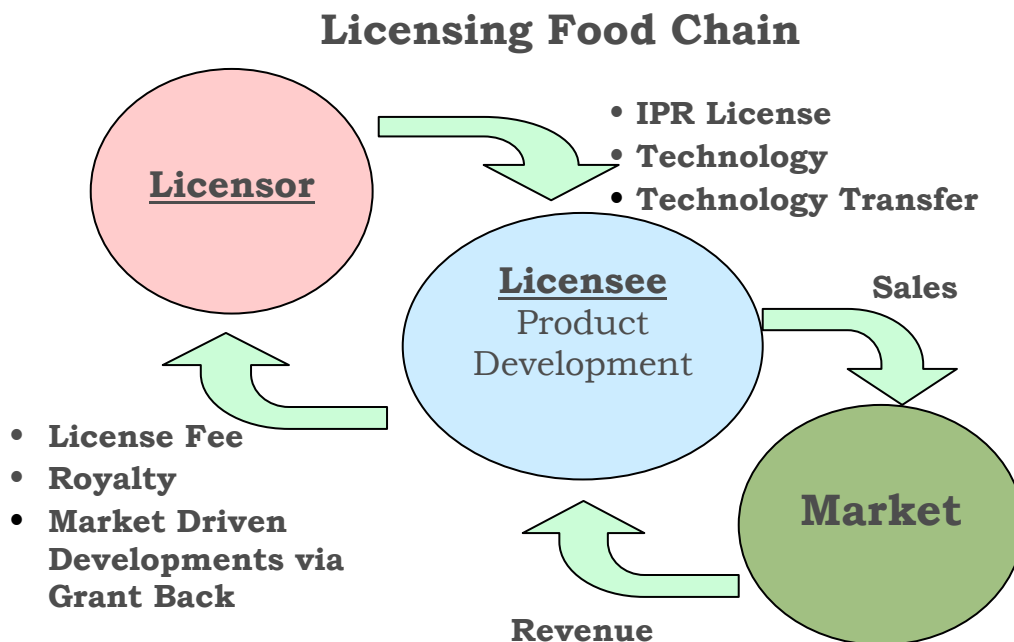 Licensing Food Chain
Licensor
• IPR License
• Technology
• Technology Transfer
Licensee
Product
Development
Sales
• License Fee
• Royalty
• Market Driven
Developments via
Grant Back
Market
Revenue